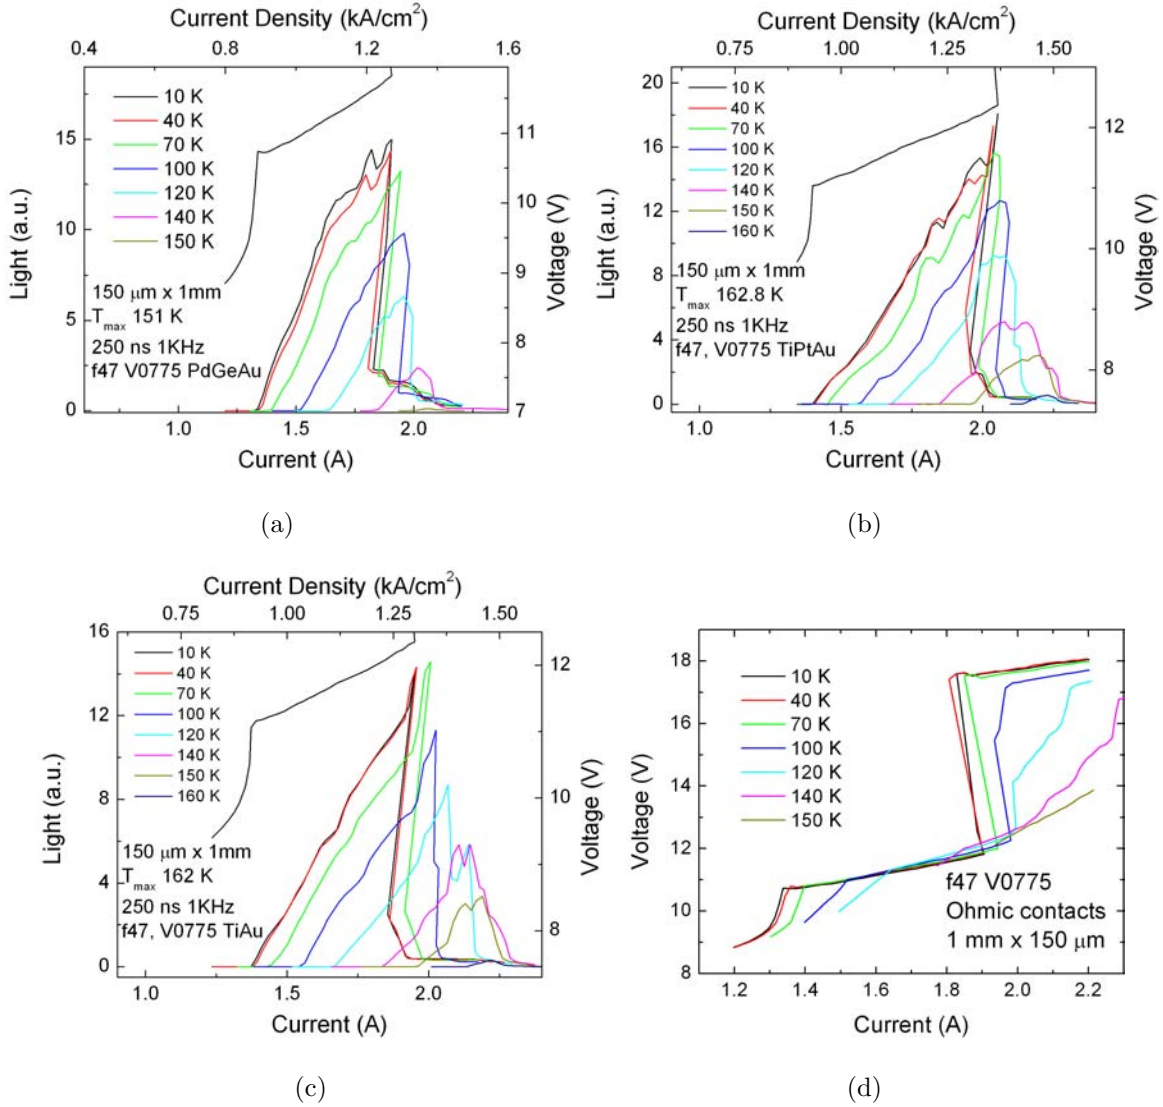 Current Density (kA/cm²)
0.4 0.8 1.2 1.6
10 K
40 K
70 K
100 K
120 K
140 K
150 K
150 μm x 1mm
Tmax 151 K
250 ns 1KHz
f47 V0775 PdGeAu
Light (a.u.)
15
10
5
0
Voltage (V)
11
10
9
8
7
1.0 1.5 2.0
Current (A)
(a)
Current Density (kA/cm²)
0.75 1.00 1.25 1.50
10 K
40 K
70 K
100 K
120 K
140 K
150 K
160 K
150 μm x 1mm
Tmax 162.8 K
250 ns 1KHz
f47, V0775 TiPtAu
Light (a.u.)
20
16
12
8
4
0
Voltage (V)
12
10
8
1.0 1.5 2.0
Current (A)
(b)
Current Density (kA/cm²)
0.75 1.00 1.25 1.50
10 K
40 K
70 K
100 K
120 K
140 K
150 K
160 K
150 μm x 1mm
Tmax 162 K
250 ns 1KHz
f47, V0775 TiAu
Light (a.u.)
16
12
8
4
0
Voltage (V)
12
10
8
1.0 1.5 2.0
Current (A)
(c)
10 K
40 K
70 K
100 K
120 K
140 K
150 K
f47 V0775
Ohmic contacts
1 mm x 150 μm
Voltage (V)
18
16
14
12
10
8
1.2 1.4 1.6 1.8 2.0 2.2
Current (A)
(d)